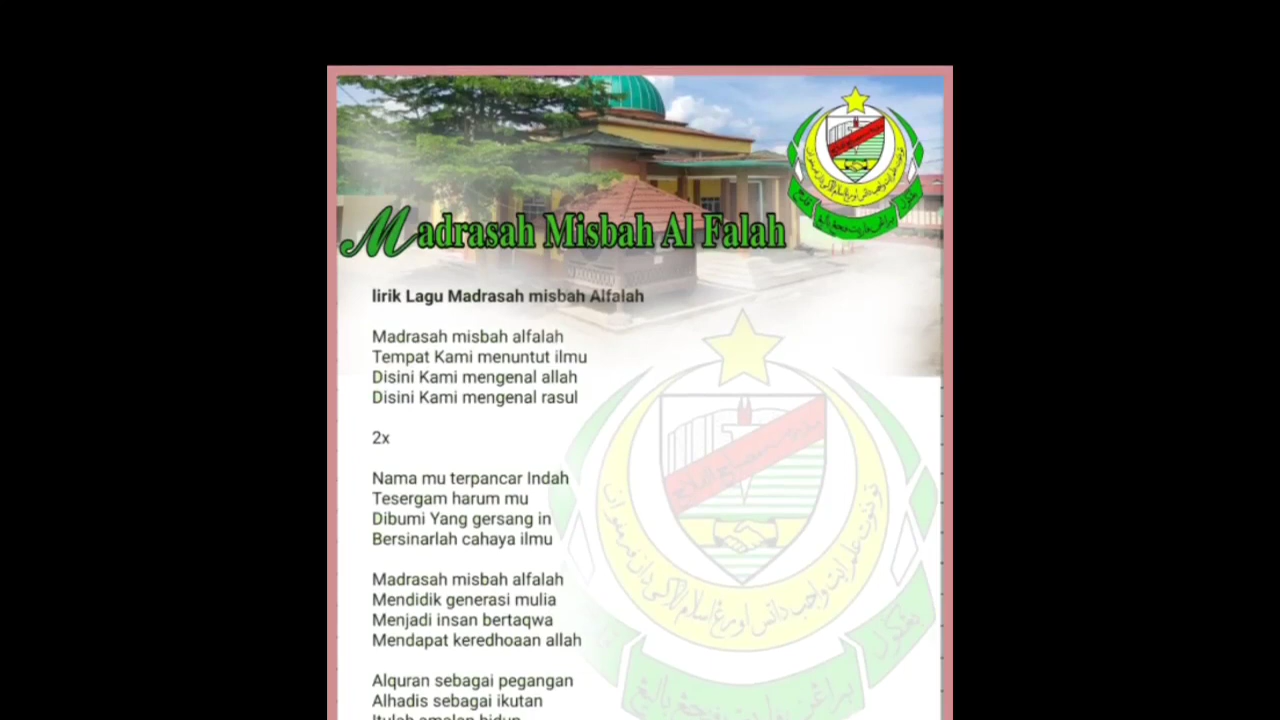 Madrasah Misbah Al Falah
lirik Lagu Madrasah misbah Alfalah
Madrasah misbah alfalah
Tempat Kami menuntut ilmu
Disini Kami mengenal allah
Disini Kami mengenal rasul
2x
Nama mu terpancar Indah
Tesergam harum mu
Dibumi Yang gersang in
Bersinarlah cahaya ilmu
Madrasah misbah alfalah
Mendidik generasi mulia
Menjadi insan bertaqwa
Mendapat keredhoaan allah
Alquran sebagai pegangan
Alhadis sebagai ikutan
Itulah amalan hidup